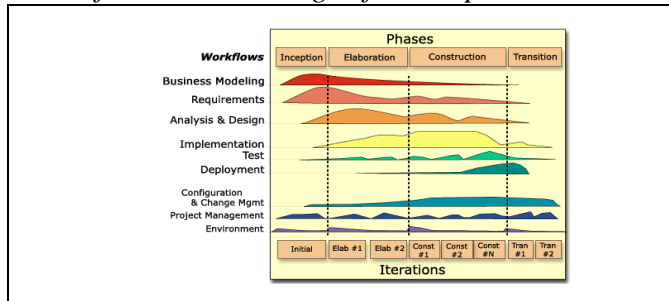 Phases
Workflows Inception Elaboration Construction Transition
Business Modeling
Requirements
Analysis & Design
Implementation
Test
Deployment
Configuration
& Change Mgmt
Project Management
Environment
Initial Elab #1 Elab #2 Const #1 Const #2 Const #N Tran #1 Tran #2
Iterations